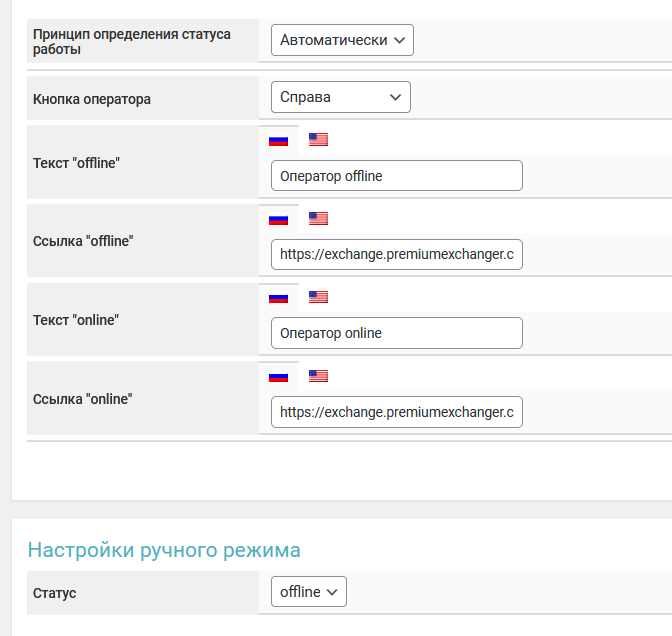 Принцип определения статуса
работы
Автоматически
Кнопка оператора
Справа
Текст "offline"
Оператор offline
Ссылка "offline"
https://exchange.premiumexchanger.c
Текст "online"
Оператор online
Ссылка "online"
https://exchange.premiumexchanger.c
Настройки ручного режима
Статус
offline